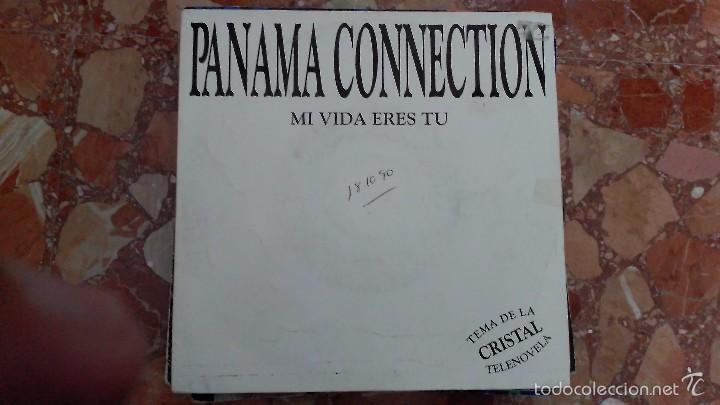 PANAMA CONNECTION
MI VIDA ERES TU
18 10 90
TEMA DE LA
CRISTAL
TELENOVELA
todocoleccion.net